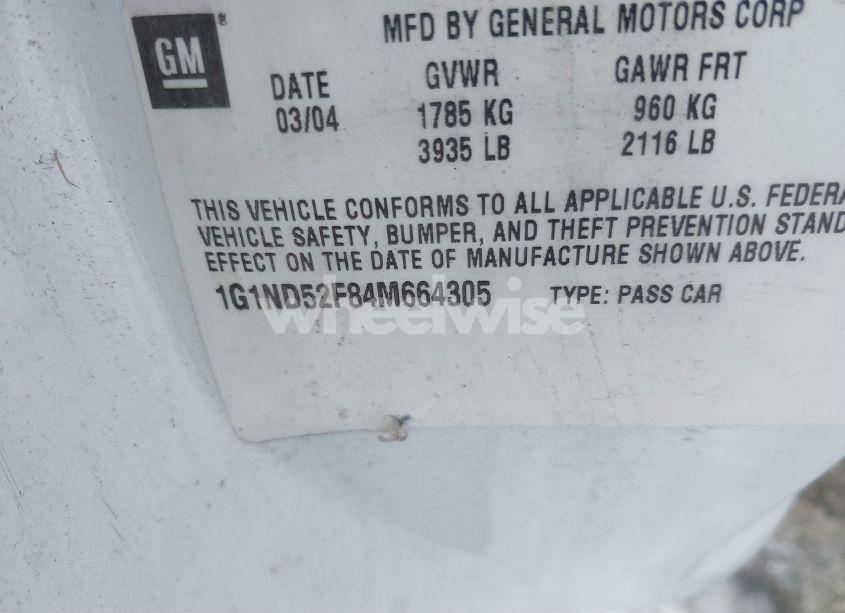 GM
MFD BY GENERAL MOTORS CORP
DATE GVWR GAWR FRT
03/04 1785 KG 960 KG
3935 LB 2116 LB
THIS VEHICLE CONFORMS TO ALL APPLICABLE U.S. FEDERA
VEHICLE SAFETY, BUMPER, AND THEFT PREVENTION STAND
EFFECT ON THE DATE OF MANUFACTURE SHOWN ABOVE.
1G1ND52F84M664305 TYPE: PASS CAR
wheelwise